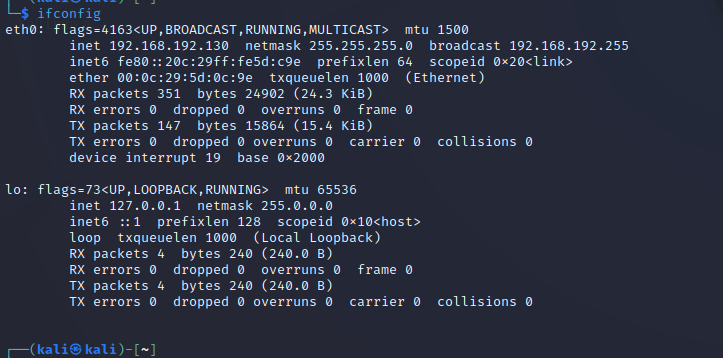 (kali㉿kali)-[~]
$ ifconfig
eth0: flags=4163<UP,BROADCAST,RUNNING,MULTICAST>  mtu 1500
        inet 192.168.192.130  netmask 255.255.255.0  broadcast 192.168.192.255
        inet6 fe80::20c:29ff:fe5d:c9e  prefixlen 64  scopeid 0×20<link>
        ether 00:0c:29:5d:0c:9e  txqueuelen 1000  (Ethernet)
        RX packets 351  bytes 24902 (24.3 KiB)
        RX errors 0  dropped 0  overruns 0  frame 0
        TX packets 147  bytes 15864 (15.4 KiB)
        TX errors 0  dropped 0 overruns 0  carrier 0  collisions 0
        device interrupt 19  base 0×2000
lo: flags=73<UP,LOOPBACK,RUNNING>  mtu 65536
        inet 127.0.0.1  netmask 255.0.0.0
        inet6 ::1  prefixlen 128  scopeid 0×10<host>
        loop  txqueuelen 1000  (Local Loopback)
        RX packets 4  bytes 240 (240.0 B)
        RX errors 0  dropped 0  overruns 0  frame 0
        TX packets 4  bytes 240 (240.0 B)
        TX errors 0  dropped 0 overruns 0  carrier 0  collisions 0
(kali㉿kali)-[~]